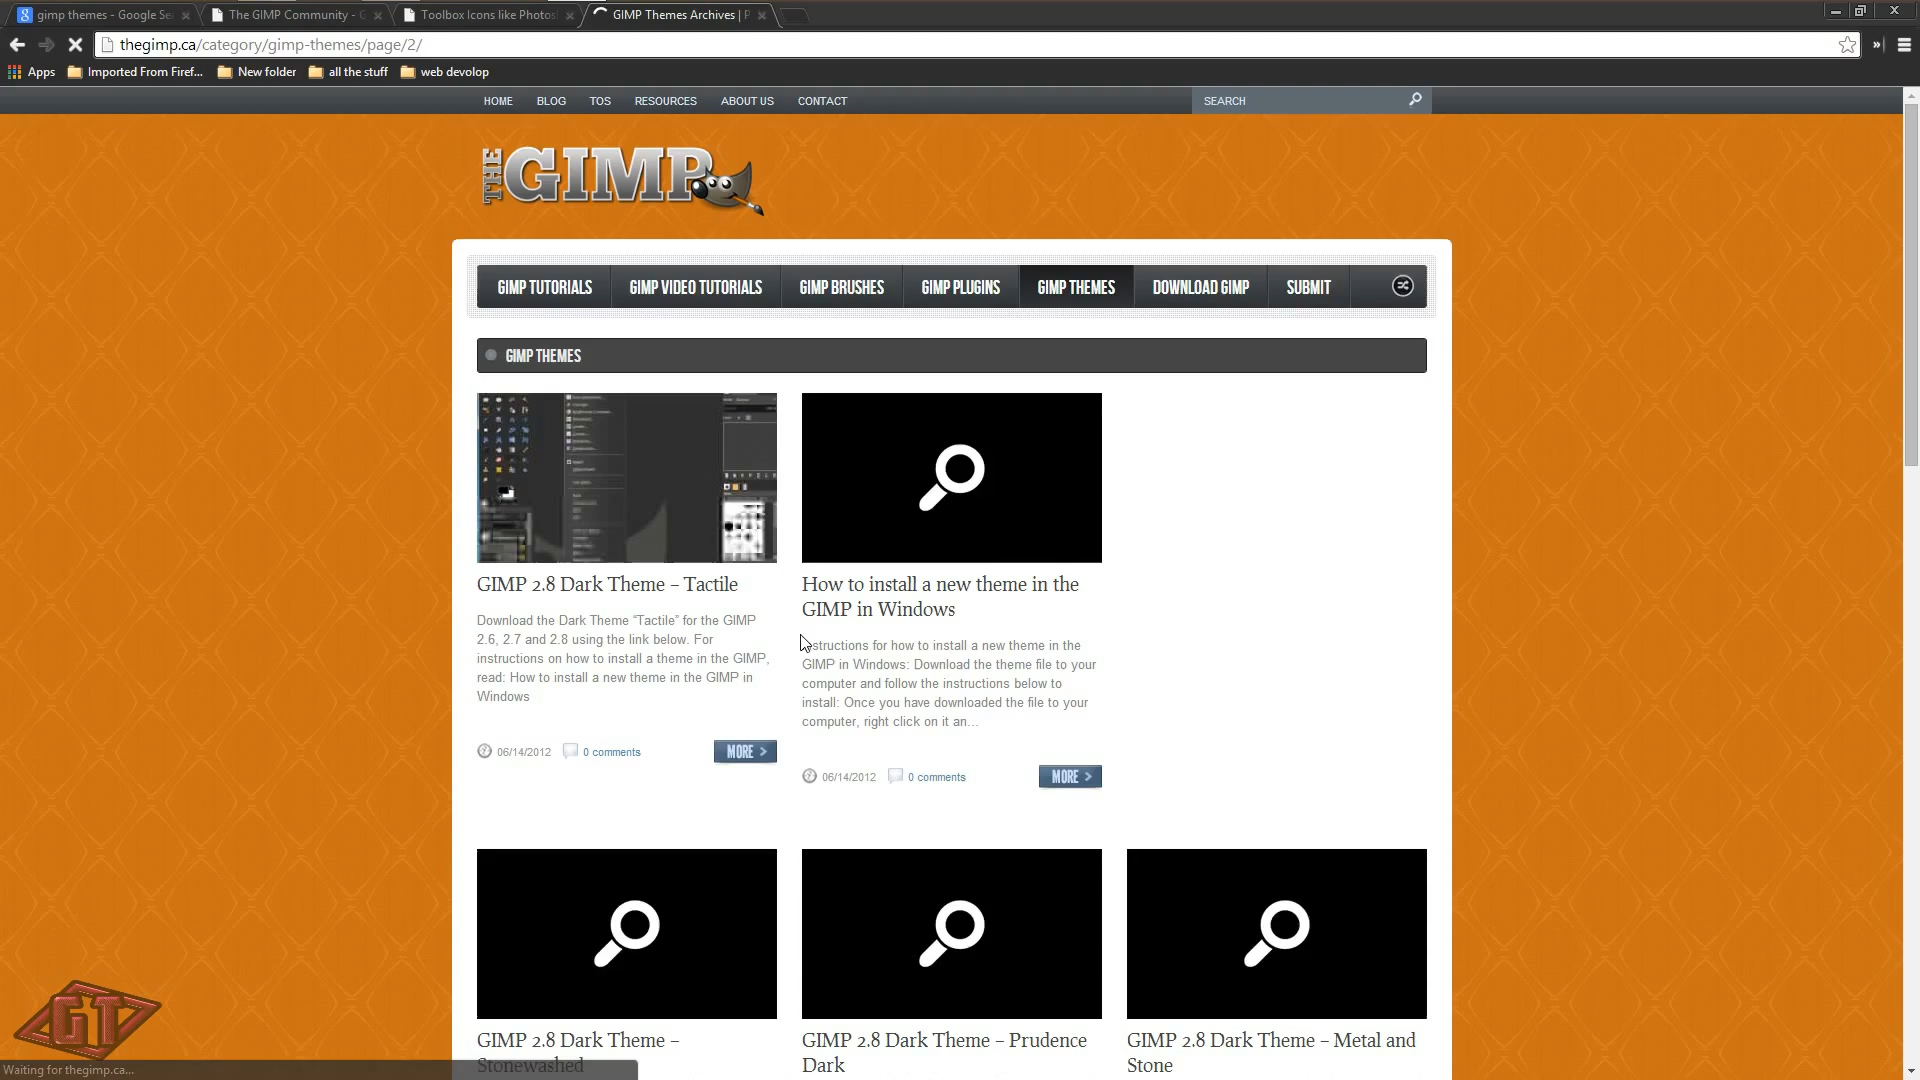 gimp themes - Google Se
The GIMP Community - G
Toolbox Icons like Photos
GIMP Themes Archives | P
thegimp.ca/category/gimp-themes/page/2/
Apps
Imported From Firef...
New folder
all the stuff
web devolop
HOME
BLOG
TOS
RESOURCES
ABOUT US
CONTACT
SEARCH
THE GIMP
GIMP TUTORIALS
GIMP VIDEO TUTORIALS
GIMP BRUSHES
GIMP PLUGINS
GIMP THEMES
DOWNLOAD GIMP
SUBMIT
GIMP THEMES
GIMP 2.8 Dark Theme – Tactile
Download the Dark Theme “Tactile” for the GIMP
2.6, 2.7 and 2.8 using the link below. For
instructions on how to install a theme in the GIMP,
read: How to install a new theme in the GIMP in
Windows
06/14/2012
0 comments
MORE >
How to install a new theme in the
GIMP in Windows
Instructions for how to install a new theme in the
GIMP in Windows: Download the theme file to your
computer and follow the instructions below to
install: Once you have downloaded the file to your
computer, right click on it an...
06/14/2012
0 comments
MORE >
GIMP 2.8 Dark Theme –
Stonewashed
GIMP 2.8 Dark Theme – Prudence
Dark
GIMP 2.8 Dark Theme – Metal and
Stone
GT
Waiting for thegimp.ca...